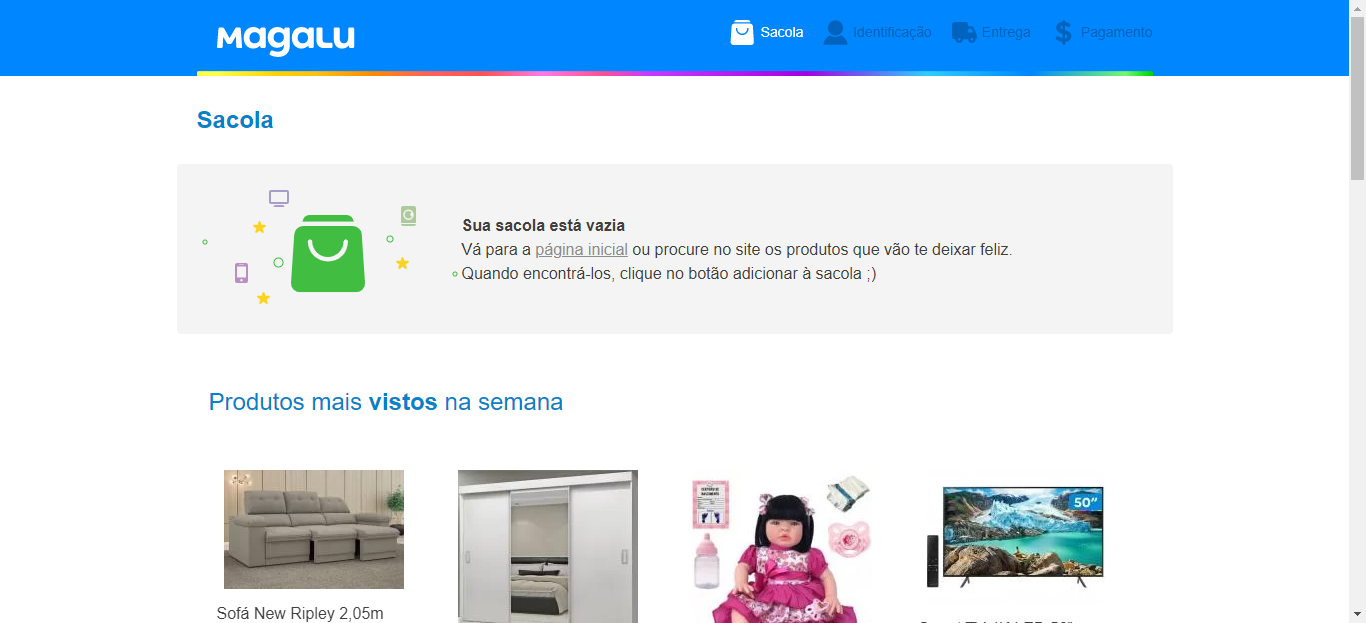 MAGALU
Sacola
Identificação
Entrega
Pagamento
Sacola
Sua sacola está vazia
Vá para a página inicial ou procure no site os produtos que vão te deixar feliz.
Quando encontrá-los, clique no botão adicionar à sacola ;)
Produtos mais vistos na semana
50”
Sofá New Ripley 2,05m